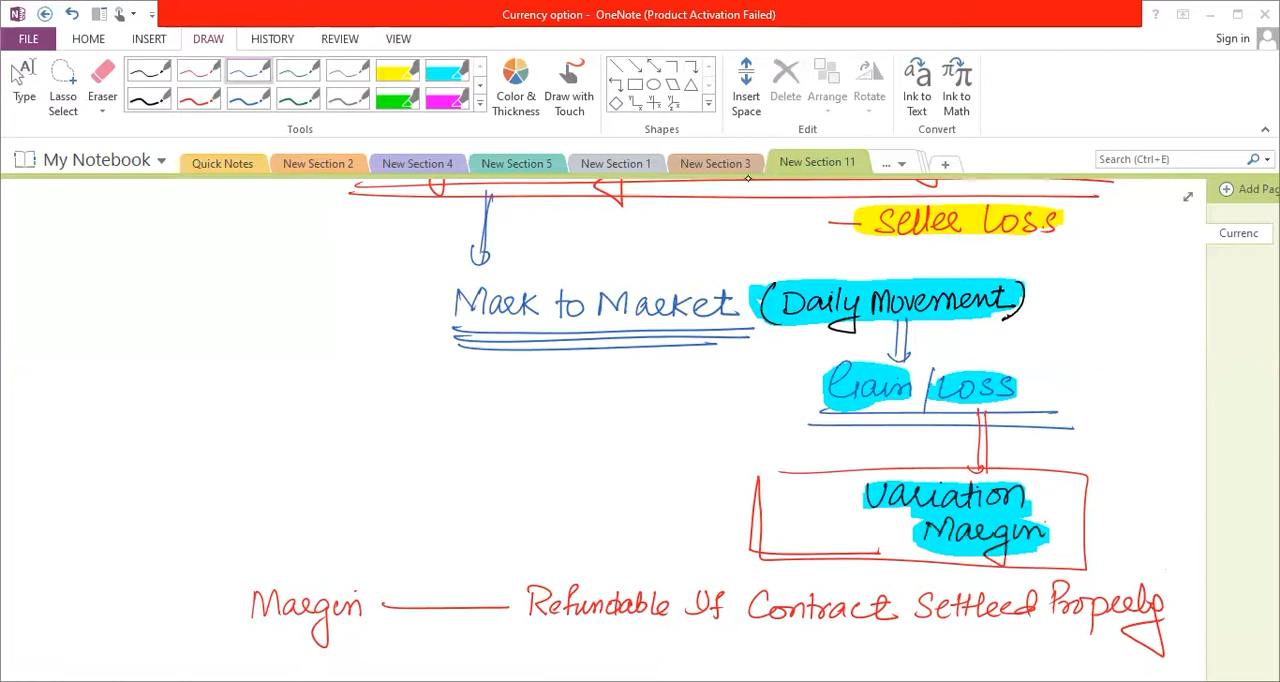 Currency option - OneNote (Product Activation Failed)
FILE HOME INSERT DRAW HISTORY REVIEW VIEW Sign in
Type Lasso Select Eraser Color & Thickness Draw with Touch Insert Space Delete Arrange Rotate Ink to Text Ink to Math
Tools Shapes Edit Convert
My Notebook Quick Notes New Section 2 New Section 4 New Section 5 New Section 1 New Section 3 New Section 11 ... Search (Ctrl+E)
Add Pag
Currenc
— Seller Loss
Mark to Market (Daily Movement)
Gain / Loss
Variation
Margin
Margin — Refundable If Contract Settled Properly